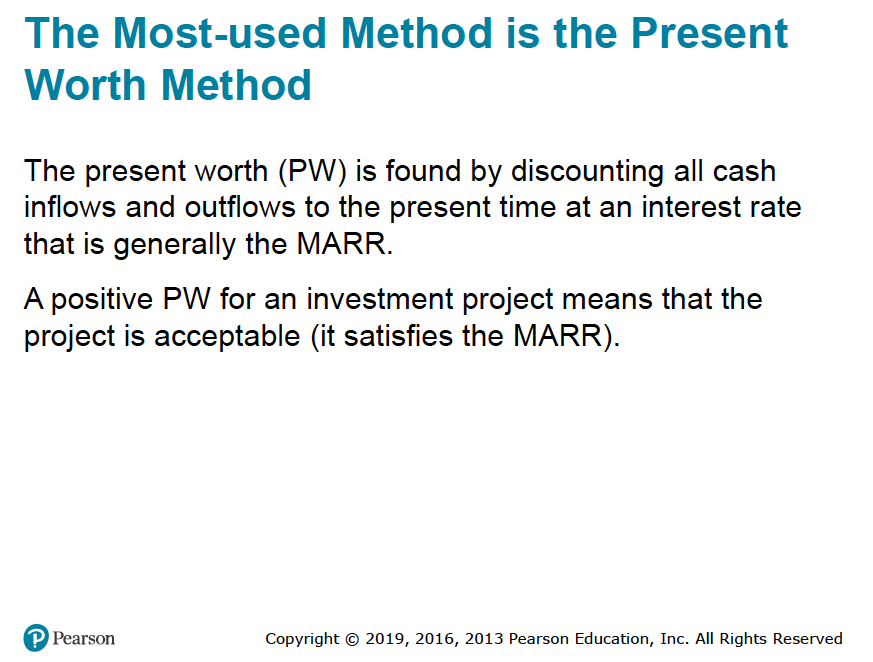 The Most-used Method is the Present
Worth Method
The present worth (PW) is found by discounting all cash
inflows and outflows to the present time at an interest rate
that is generally the MARR.
A positive PW for an investment project means that the
project is acceptable (it satisfies the MARR).
P Pearson
Copyright © 2019, 2016, 2013 Pearson Education, Inc. All Rights Reserved